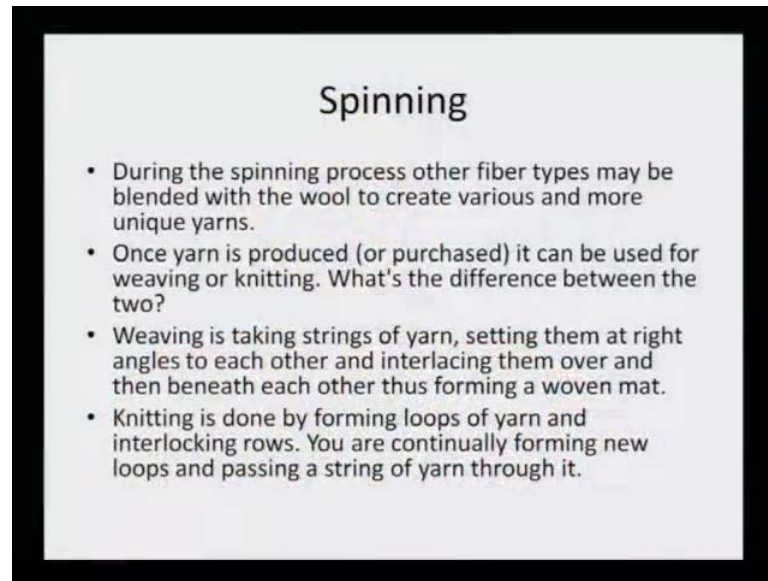 Spinning
• During the spinning process other fiber types may be
blended with the wool to create various and more
unique yarns.
• Once yarn is produced (or purchased) it can be used for
weaving or knitting. What's the difference between the
two?
• Weaving is taking strings of yarn, setting them at right
angles to each other and interlacing them over and
then beneath each other thus forming a woven mat.
• Knitting is done by forming loops of yarn and
interlocking rows. You are continually forming new
loops and passing a string of yarn through it.